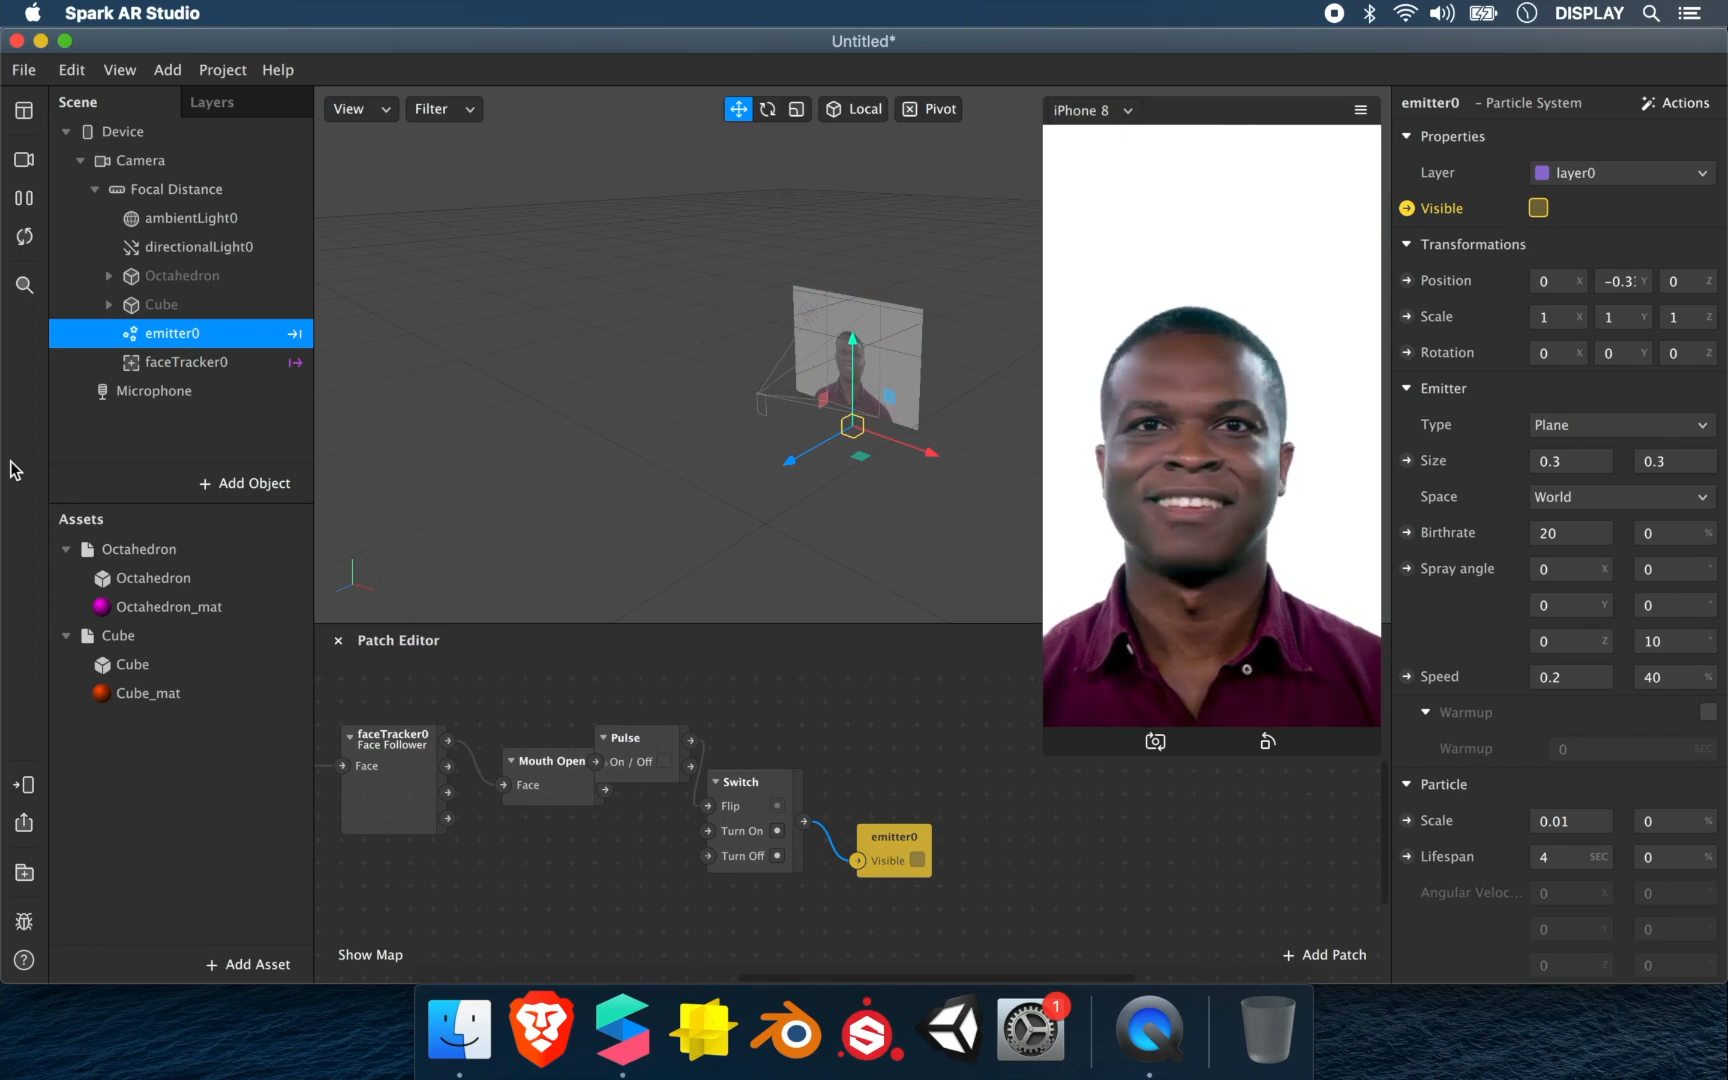 Spark AR Studio
DISPLAY
Untitled*
File Edit View Add Project Help
Scene
Layers
Device
Camera
Focal Distance
ambientLight0
directionalLight0
Octahedron
Cube
emitter0
faceTracker0
Microphone
+ Add Object
Assets
Octahedron
Octahedron
Octahedron_mat
Cube
Cube
Cube_mat
+ Add Asset
View
Filter
Local
Pivot
iPhone 8
× Patch Editor
faceTracker0
Face Follower
Face
Mouth Open
Face
Pulse
On / Off
Switch
Flip
Turn On
Turn Off
emitter0
Visible
Show Map
+ Add Patch
emitter0 – Particle System
Actions
Properties
Layer layer0
Visible
Transformations
Position 0 X -0.3 Y 0 Z
Scale 1 X 1 Y 1 Z
Rotation 0 X 0 Y 0 Z
Emitter
Type Plane
Size 0.3 0.3
Space World
Birthrate 20 0 %
Spray angle 0 X 0 °
0 Y 0 °
0 Z 10 °
Speed 0.2 40 %
Warmup
Warmup 0 SEC
Particle
Scale 0.01 0 %
Lifespan 4 SEC 0 %
Angular Veloc... 0 X 0
0 Y 0
0 Z 0
1